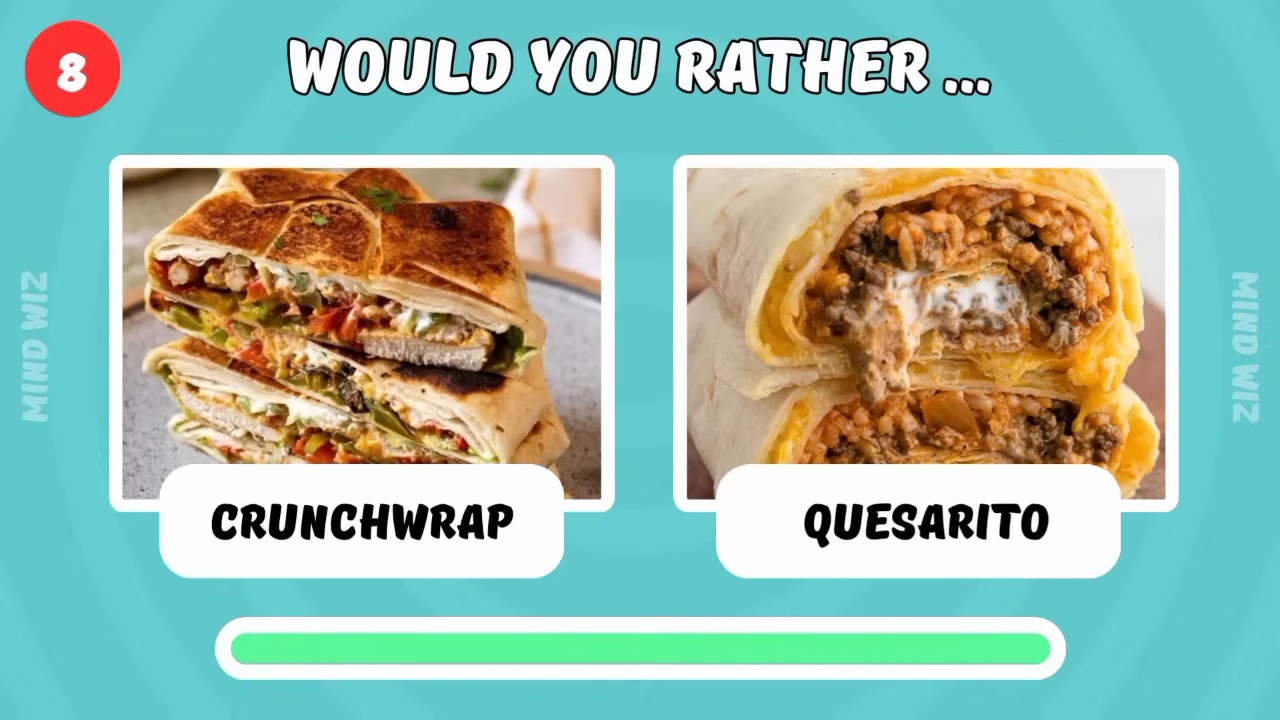 8
WOULD YOU RATHER ...
MIND WIZ
MIND WIZ
CRUNCHWRAP
QUESARITO